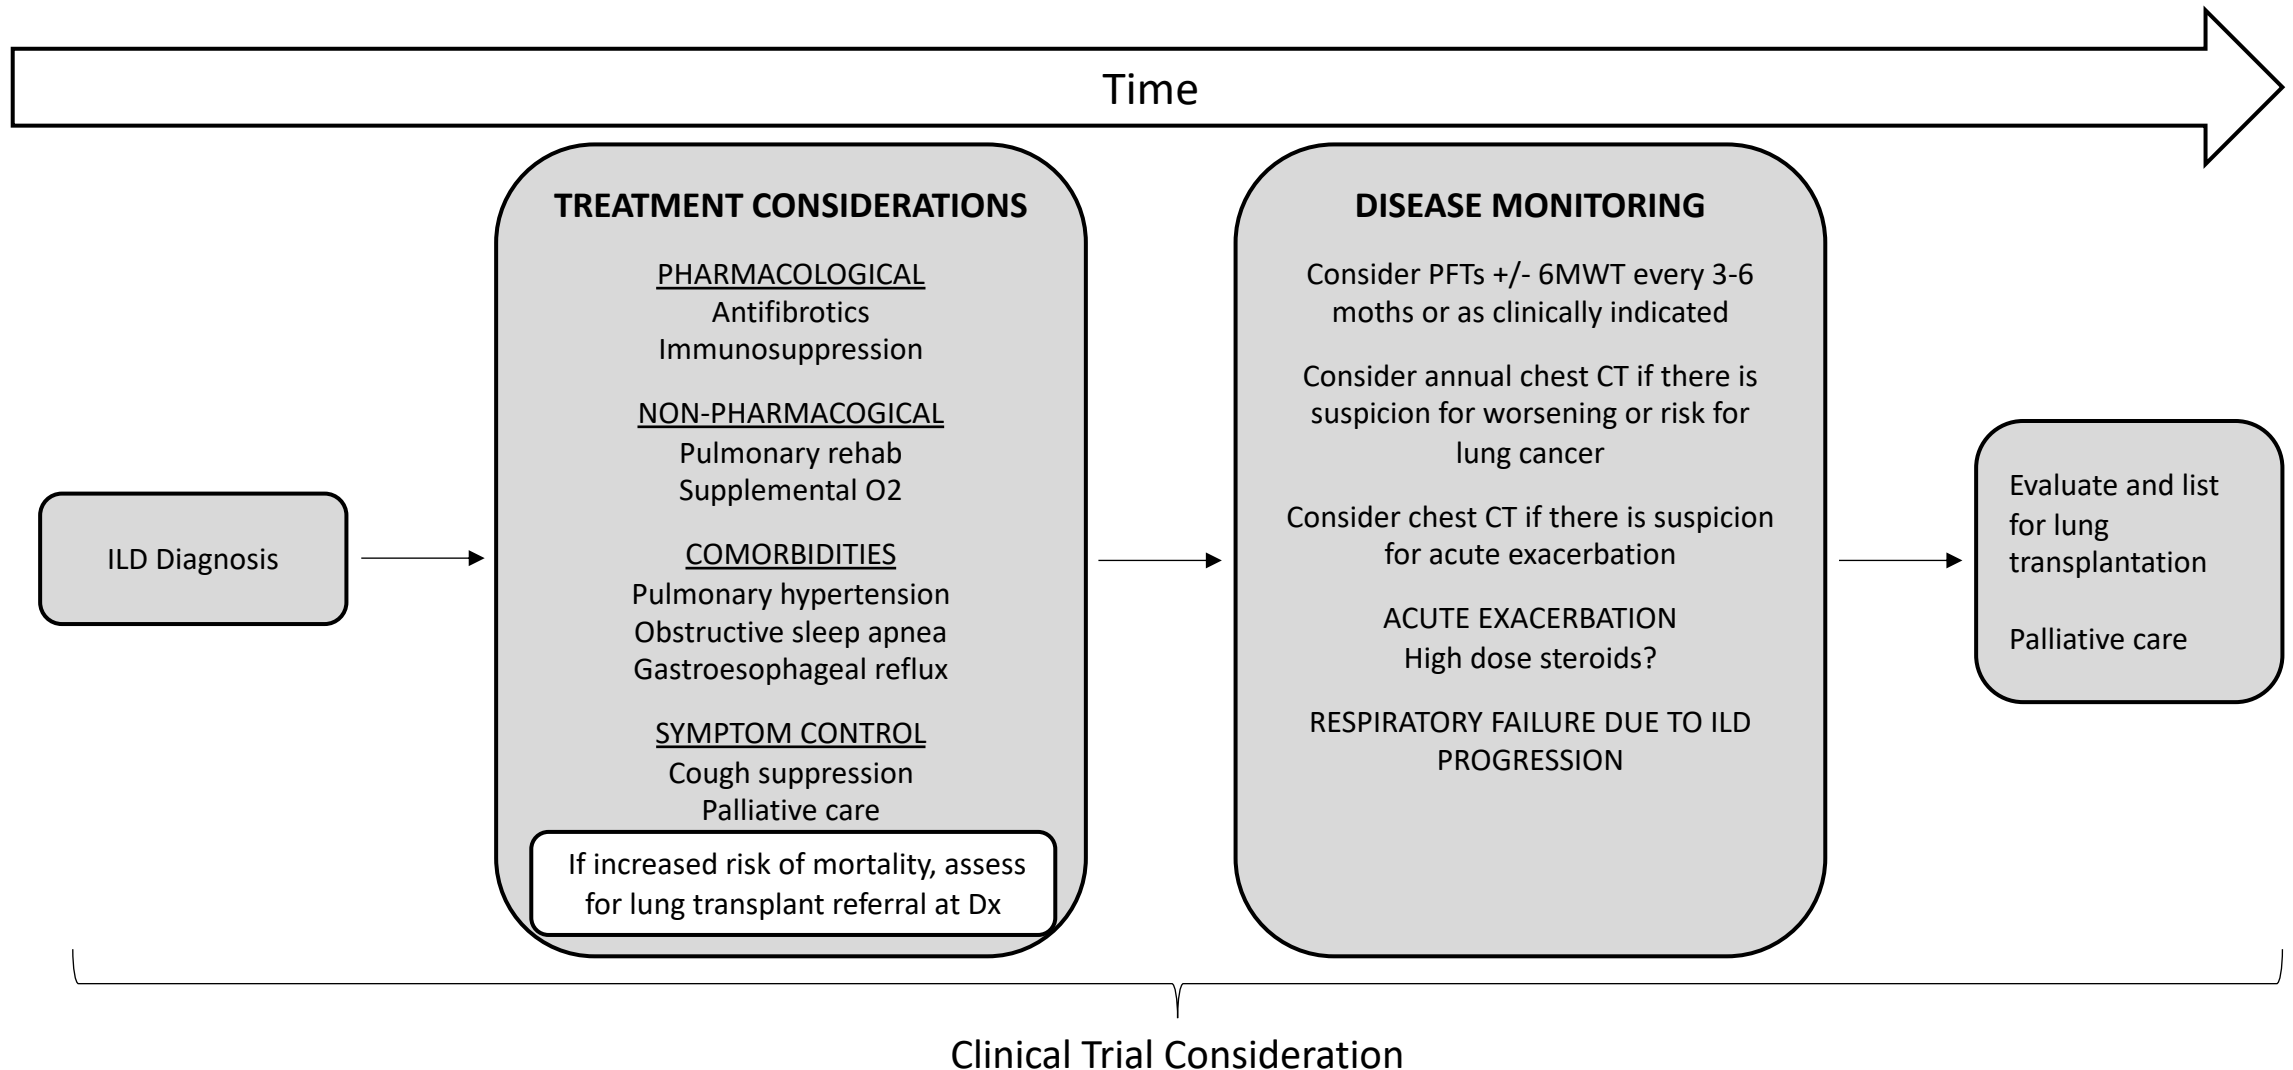 Time
ILD Diagnosis
TREATMENT CONSIDERATIONS
PHARMACOLOGICAL
Antifibrotics
Immunosuppression
NON-PHARMACOGICAL
Pulmonary rehab
Supplemental O2
COMORBIDITIES
Pulmonary hypertension
Obstructive sleep apnea
Gastroesophageal reflux
SYMPTOM CONTROL
Cough suppression
Palliative care
If increased risk of mortality, assess
for lung transplant referral at Dx
DISEASE MONITORING
Consider PFTs +/- 6MWT every 3-6
moths or as clinically indicated
Consider annual chest CT if there is
suspicion for worsening or risk for
lung cancer
Consider chest CT if there is suspicion
for acute exacerbation
ACUTE EXACERBATION
High dose steroids?
RESPIRATORY FAILURE DUE TO ILD
PROGRESSION
Evaluate and list
for lung
transplantation
Palliative care
Clinical Trial Consideration